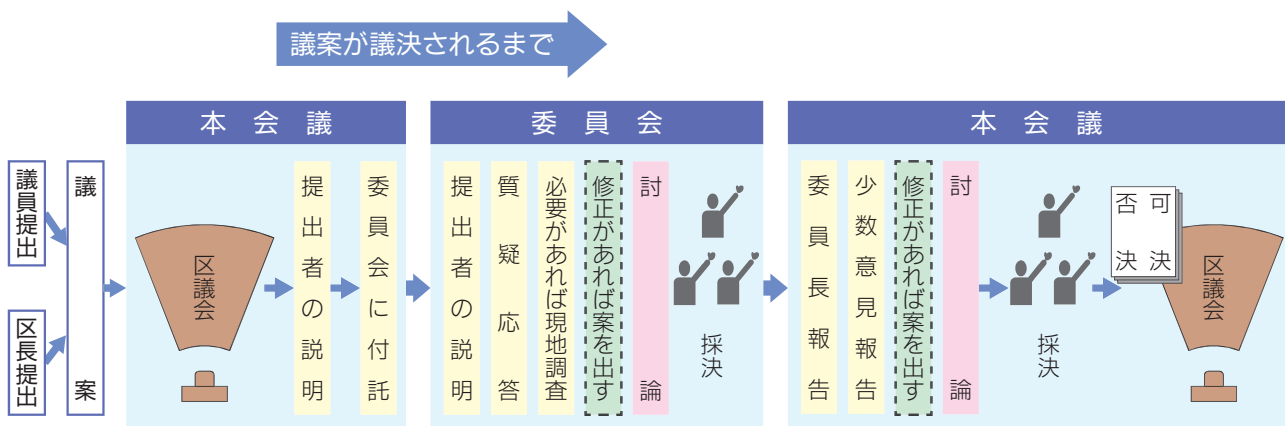 議案が議決されるまで
議員提出
区長提出
議案
本会議
区議会
提出者の説明
委員会に付託
委員会
提出者の説明
質疑応答
必要があれば現地調査
修正があれば案を出す
討論
採決
本会議
委員長報告
少数意見報告
修正があれば案を出す
討論
採決
可決
否決
区議会